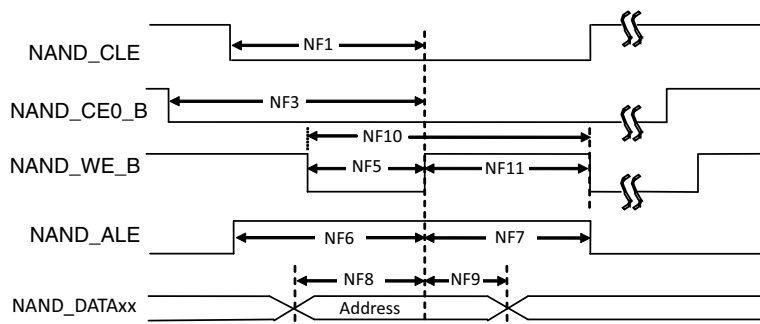 NAND_CLE
NF1
NAND_CE0_B
NF3
NF10
NAND_WE_B
NF5
NF11
NAND_ALE
NF6
NF7
NF8
NF9
NAND_DATAxx
Address